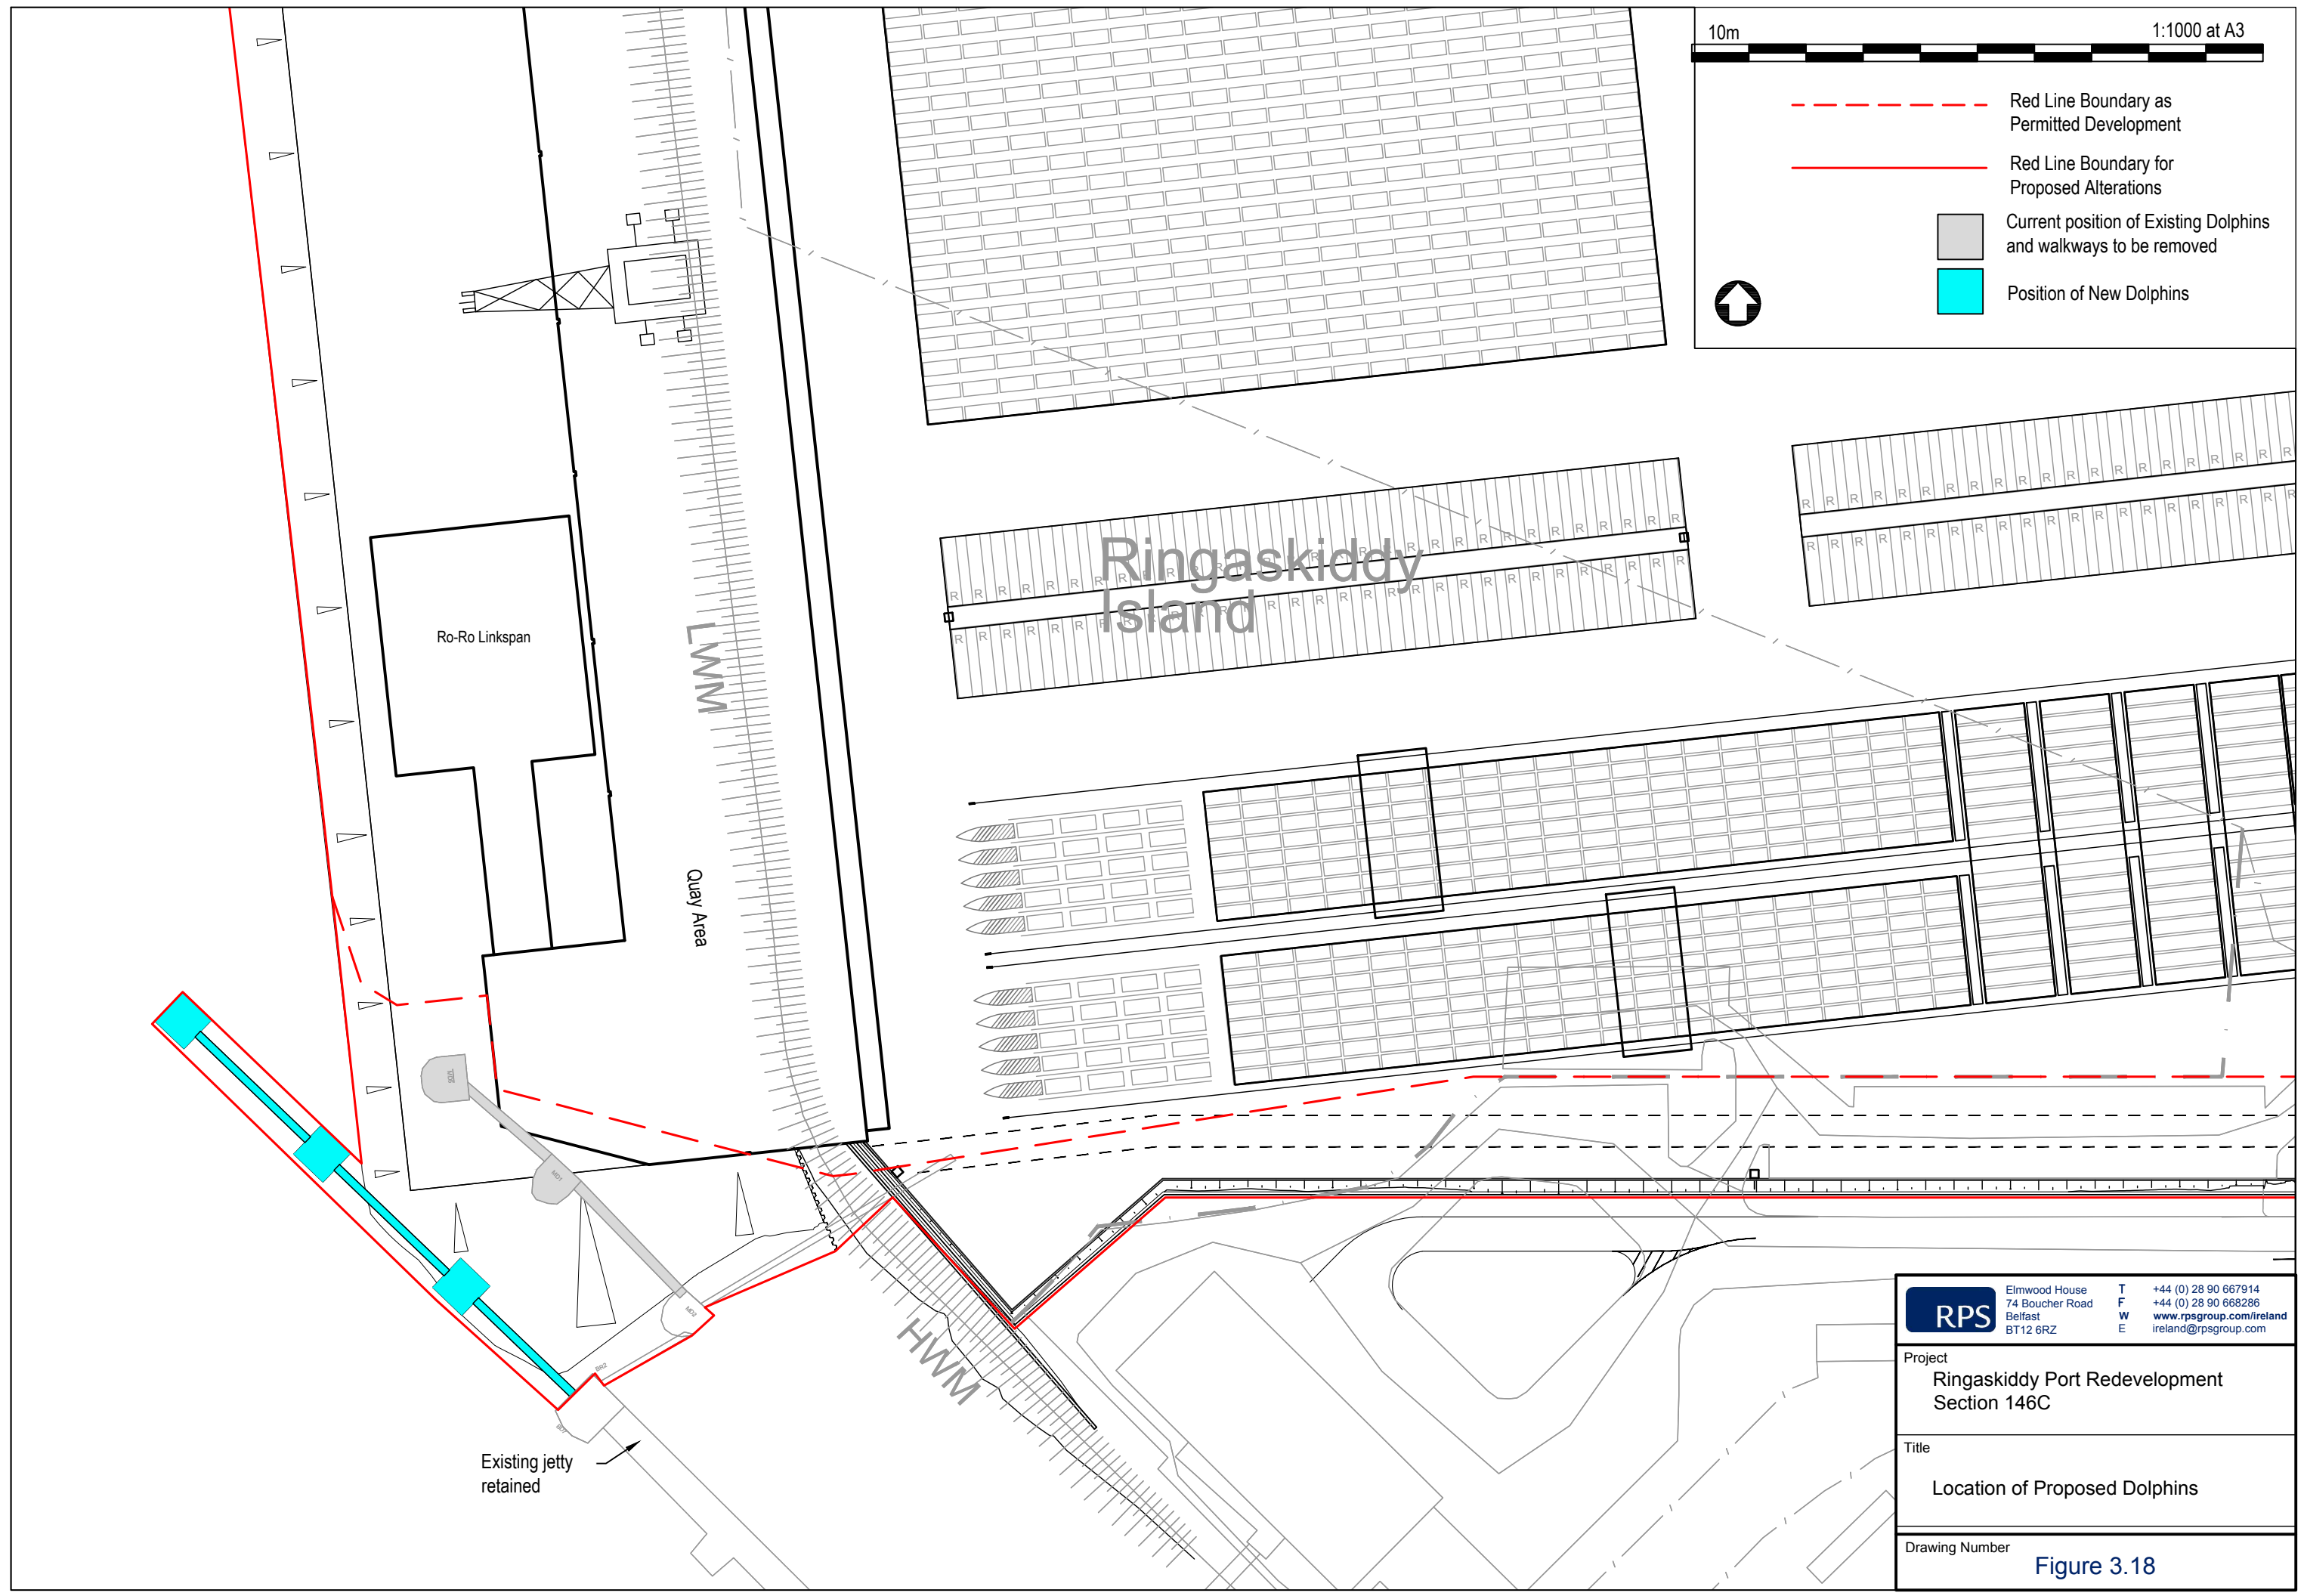 10m
1:1000 at A3
Red Line Boundary as
Permitted Development
Red Line Boundary for
Proposed Alterations
Current position of Existing Dolphins
and walkways to be removed
Position of New Dolphins
Ringaskiddy
Island
Ro-Ro Linkspan
LWM
Quay Area
MD1
MD2
BR2
HWM
Existing jetty
retained
RPS
Elmwood House
74 Boucher Road
Belfast
BT12 6RZ
T +44 (0) 28 90 667914
F +44 (0) 28 90 668286
W www.rpsgroup.com/ireland
E ireland@rpsgroup.com
Project
Ringaskiddy Port Redevelopment
Section 146C
Title
Location of Proposed Dolphins
Drawing Number
Figure 3.18